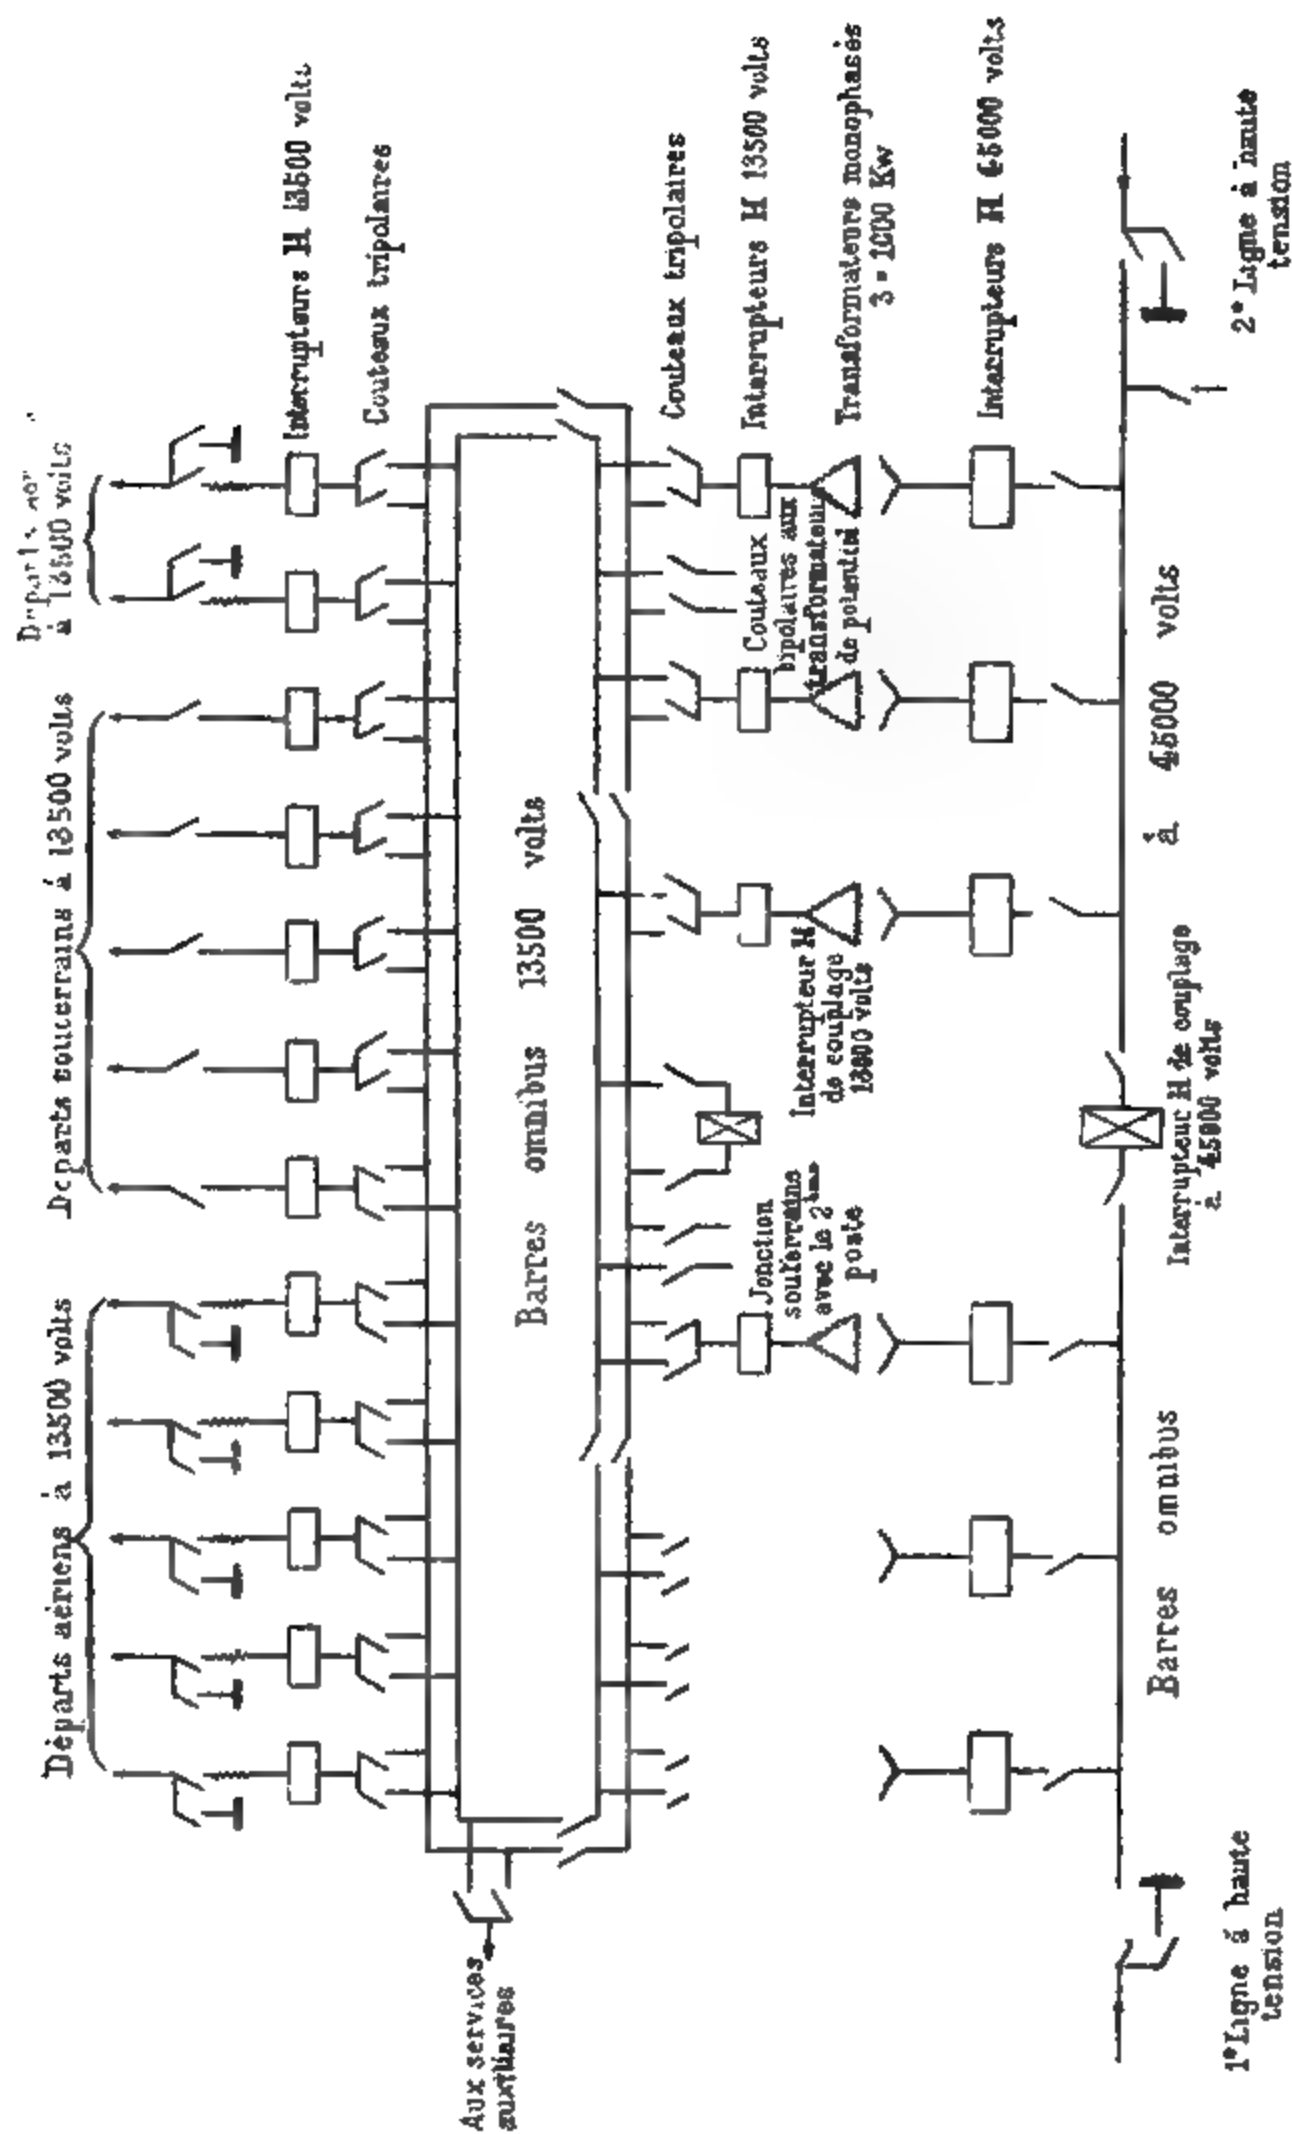 Départs aériens à 13500 volts
Départs souterrains à 13500 volts
à 13500 volts
Interrupteurs H 13500 volts
Couteaux tripolaires
Aux services
auxiliaires
Barres omnibus 13500 volts
Couteaux tripolaires
Interrupteurs H 13500 volts
Transformateurs monophasés
3 = 1000 Kw
Interrupteurs H 45000 volts
Couteaux
bipolaires aux
transformateurs
de potentiel
Interrupteur H
de couplage
13800 volts
Jonction
souterraine
avec le 2ème
poste
Barres omnibus à 45000 volts
Interrupteur H de couplage
à 45000 volts
1e Ligne á haute
tension
2e Ligne à haute
tension